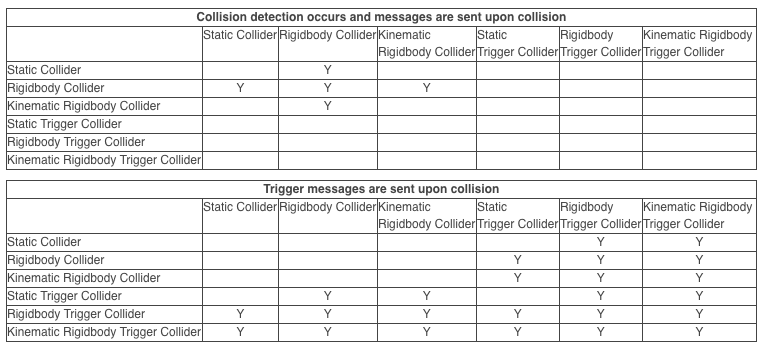 Collision detection occurs and messages are sent upon collision
Static Collider Rigidbody Collider Kinematic Rigidbody Collider Static Trigger Collider Rigidbody Trigger Collider Kinematic Rigidbody Trigger Collider
Static Collider Y
Rigidbody Collider Y Y Y
Kinematic Rigidbody Collider Y
Static Trigger Collider
Rigidbody Trigger Collider
Kinematic Rigidbody Trigger Collider
Trigger messages are sent upon collision
Static Collider Rigidbody Collider Kinematic Rigidbody Collider Static Trigger Collider Rigidbody Trigger Collider Kinematic Rigidbody Trigger Collider
Static Collider Y Y
Rigidbody Collider Y Y Y
Kinematic Rigidbody Collider Y Y Y
Static Trigger Collider Y Y Y Y
Rigidbody Trigger Collider Y Y Y Y Y Y
Kinematic Rigidbody Trigger Collider Y Y Y Y Y Y